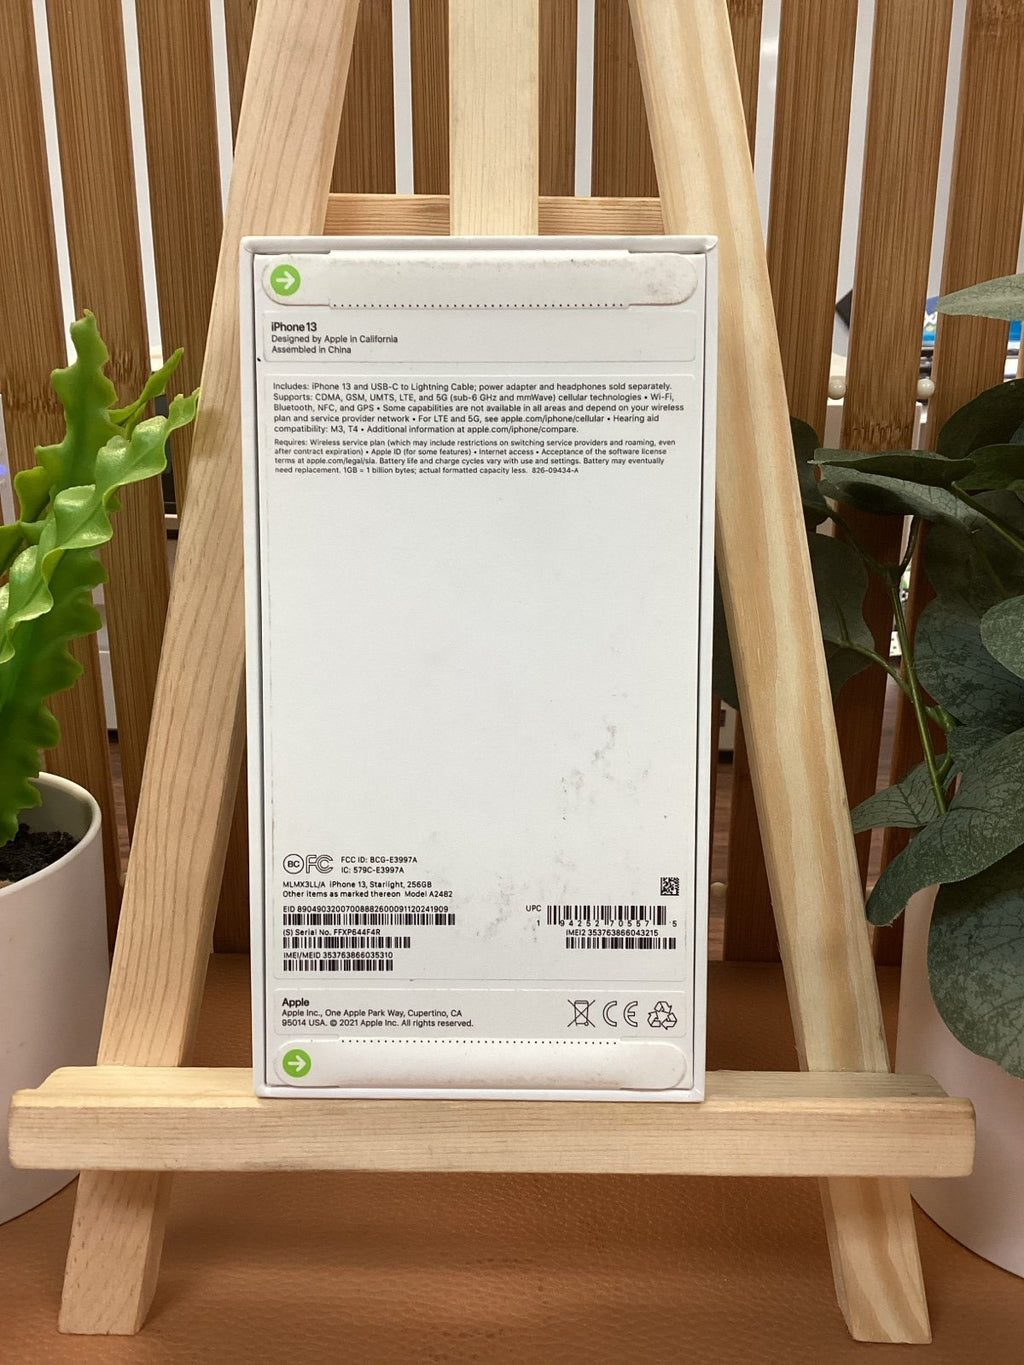 iPhone 13
Designed by Apple in California
Assembled in China
Includes: iPhone 13 and USB-C to Lightning Cable; power adapter and headphones sold separately.
Supports: CDMA, GSM, UMTS, LTE, and 5G (sub-6 GHz and mmWave) cellular technologies • Wi-Fi,
Bluetooth, NFC, and GPS • Some capabilities are not available in all areas and depend on your wireless
plan and service provider network • For LTE and 5G, see apple.com/iphone/cellular • Hearing aid
compatibility: M3, T4 • Additional information at apple.com/iphone/compare.
Requires: Wireless service plan (which may include restrictions on switching service providers and roaming, even
after contract expiration) • Apple ID (for some features) • Internet access • Acceptance of the software license
terms at apple.com/legal/sla. Battery life and charge cycles vary with use and settings. Battery may eventually
need replacement. 1GB = 1 billion bytes; actual formatted capacity less. 826-09434-A
BC FC FCC ID: BCG-E3997A
IC: 579C-E3997A
MLMX3LL/A iPhone 13, Starlight, 256GB
Other items as marked thereon Model A2482
EID 89049032007008882600091120241909
UPC
1 94252 70557 5
(S) Serial No. FFXP644F4R
IMEI2 353763866043215
IMEI/MEID 353763866035310
Apple
Apple Inc., One Apple Park Way, Cupertino, CA
95014 USA. © 2021 Apple Inc. All rights reserved.
CE